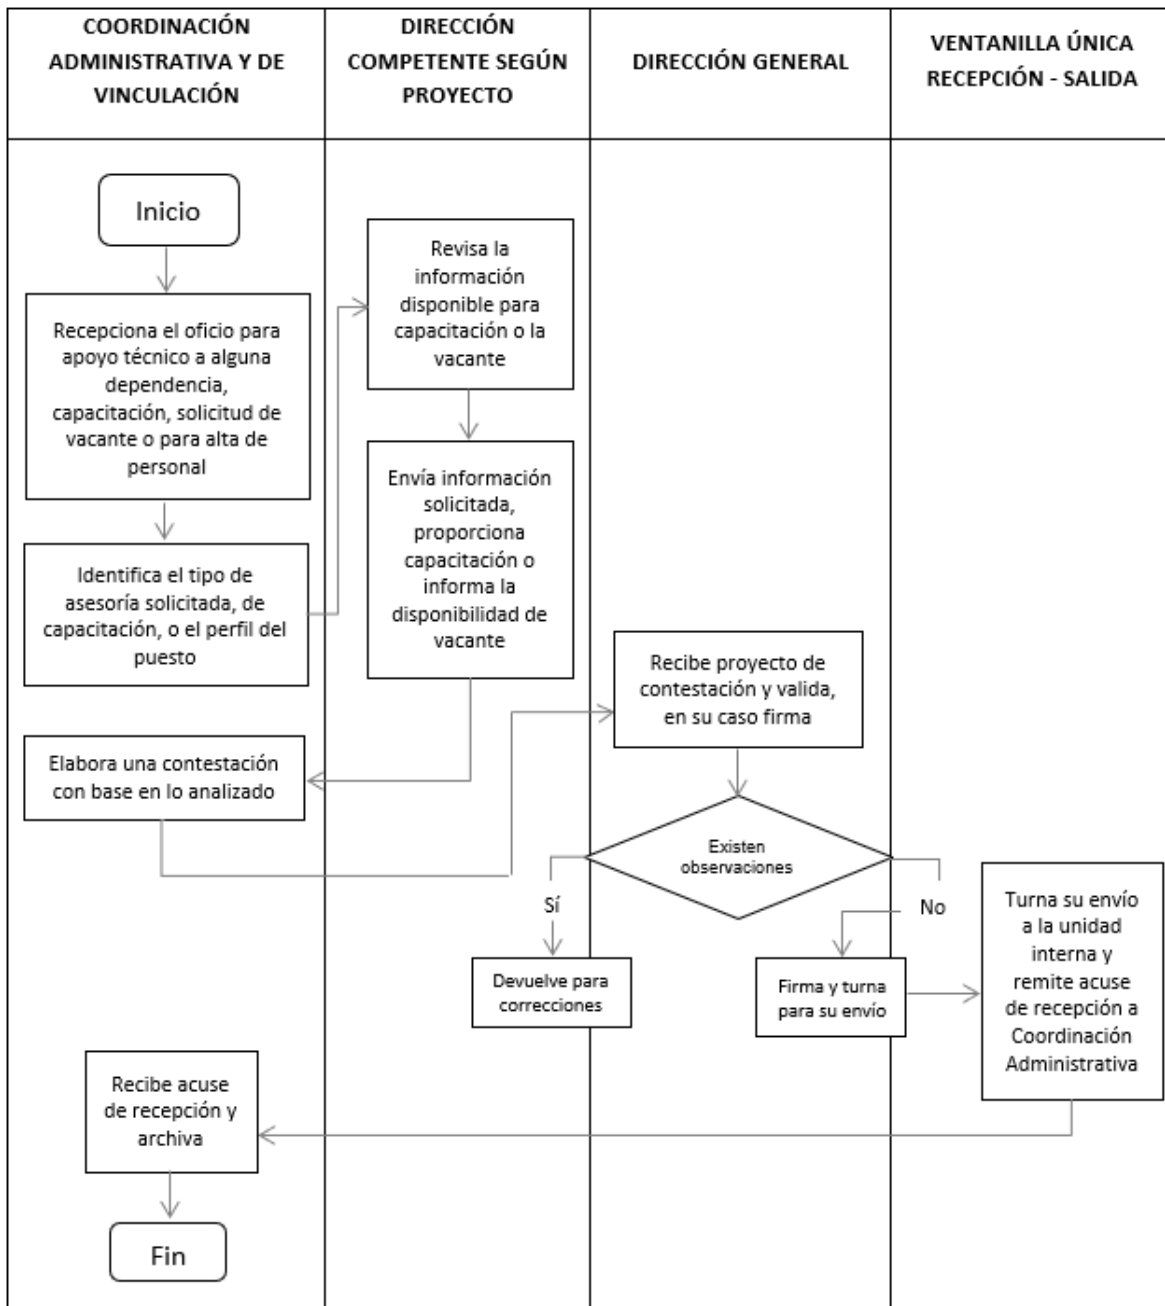 COORDINACIÓN
ADMINISTRATIVA Y DE
VINCULACIÓN
DIRECCIÓN
COMPETENTE SEGÚN
PROYECTO
DIRECCIÓN GENERAL
VENTANILLA ÚNICA
RECEPCIÓN - SALIDA
Inicio
Recepciona el oficio para
apoyo técnico a alguna
dependencia,
capacitación, solicitud de
vacante o para alta de
personal
Identifica el tipo de
asesoría solicitada, de
capacitación, o el perfil del
puesto
Revisa la
información
disponible para
capacitación o la
vacante
Envía información
solicitada,
proporciona
capacitación o
informa la
disponibilidad de
vacante
Elabora una contestación
con base en lo analizado
Recibe proyecto de
contestación y valida,
en su caso firma
Existen
observaciones
Sí
No
Devuelve para
correcciones
Firma y turna
para su envío
Turna su envío
a la unidad
interna y
remite acuse
de recepción a
Coordinación
Administrativa
Recibe acuse
de recepción y
archiva
Fin